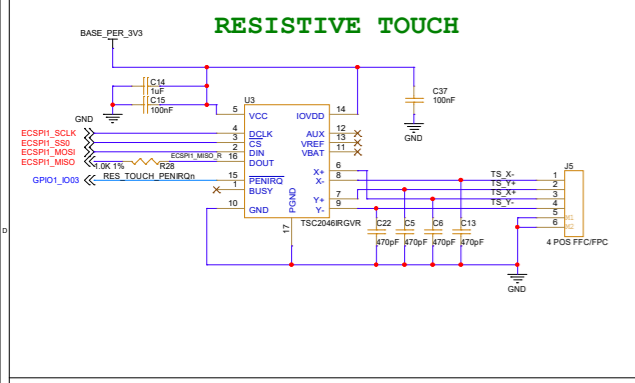 RESISTIVE TOUCH
BASE_PER_3V3
C14
1uF
C15
100nF
GND
C37
100nF
GND
U3
5 VCC IOVDD 14
ECSPI1_SCLK 4 DCLK AUX 12
ECSPI1_SS0 3 CS VREF 13
ECSPI1_MOSI 2 DIN VBAT 11
ECSPI1_MISO 1.0K 1% R28 ECSPI1_MISO_R 16 DOUT
X+ 6
X- 8
GPIO1_IO03 RES_TOUCH_PENIRQn 15 PENIRQ
1 BUSY
Y+ 7
10 GND Y- 9
PGND
17
TSC2046IRGVR
J5
TS_X- 1
TS_Y+ 2
TS_X+ 3
TS_Y- 4
5 X1
6 X2
4 POS FFC/FPC
C22 C5 C6 C13
470pF 470pF 470pF 470pF
GND
D